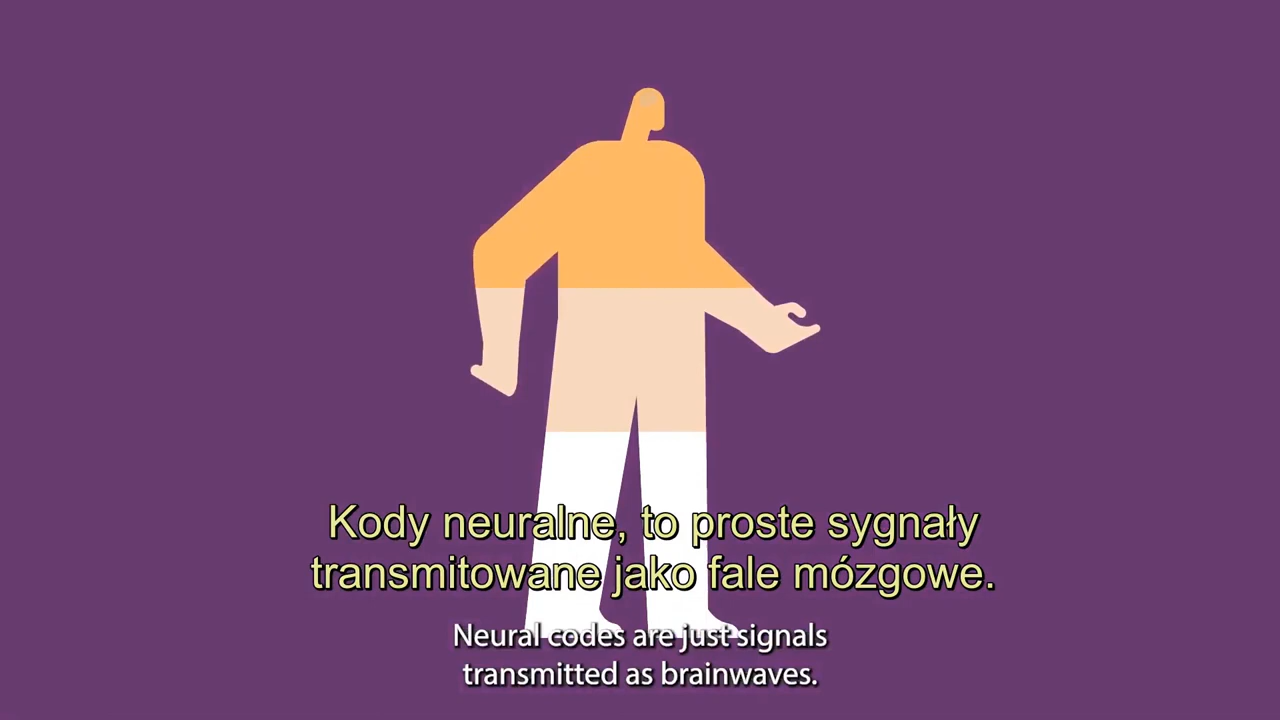 Kody neuralne, to proste sygnały
transmitowane jako fale mózgowe.
Neural codes are just signals
transmitted as brainwaves.